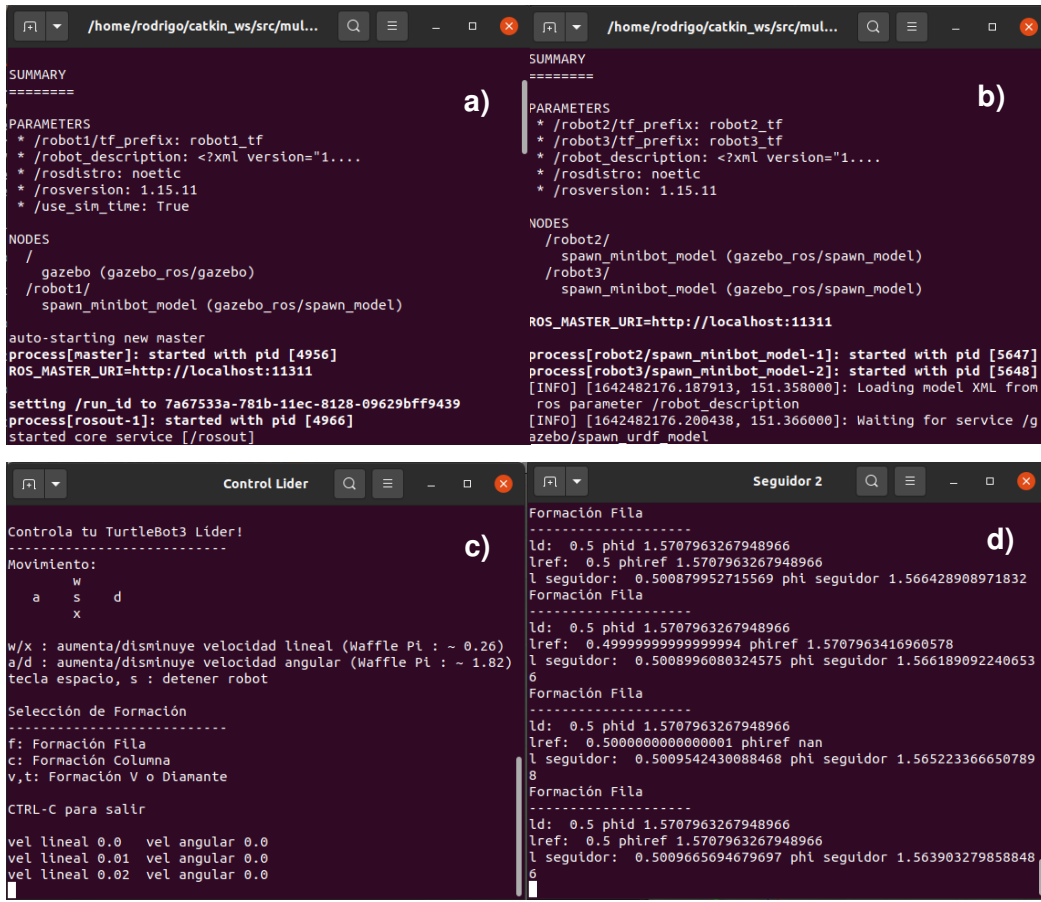 /home/rodrigo/catkin_ws/src/mul...
SUMMARY
========
a)
PARAMETERS
* /robot1/tf_prefix: robot1_tf
* /robot_description: <?xml version="1....
* /rosdistro: noetic
* /rosversion: 1.15.11
* /use_sim_time: True
NODES
/
gazebo (gazebo_ros/gazebo)
/robot1/
spawn_minibot_model (gazebo_ros/spawn_model)
auto-starting new master
process[master]: started with pid [4956]
ROS_MASTER_URI=http://localhost:11311
setting /run_id to 7a67533a-781b-11ec-8128-09629bff9439
process[rosout-1]: started with pid [4966]
started core service [/rosout]
/home/rodrigo/catkin_ws/src/mul...
SUMMARY
========
b)
PARAMETERS
* /robot2/tf_prefix: robot2_tf
* /robot3/tf_prefix: robot3_tf
* /robot_description: <?xml version="1....
* /rosdistro: noetic
* /rosversion: 1.15.11
NODES
/robot2/
spawn_minibot_model (gazebo_ros/spawn_model)
/robot3/
spawn_minibot_model (gazebo_ros/spawn_model)
ROS_MASTER_URI=http://localhost:11311
process[robot2/spawn_minibot_model-1]: started with pid [5647]
process[robot3/spawn_minibot_model-2]: started with pid [5648]
[INFO] [1642482176.187913, 151.358000]: Loading model XML from
ros parameter /robot_description
[INFO] [1642482176.200438, 151.366000]: Waiting for service /g
azebo/spawn_urdf_model
Control Lider
Controla tu TurtleBot3 Líder!
---------------------------
c)
Movimiento:
w
a s d
x
w/x : aumenta/disminuye velocidad lineal (Waffle Pi : ~ 0.26)
a/d : aumenta/disminuye velocidad angular (Waffle Pi : ~ 1.82)
tecla espacio, s : detener robot
Selección de Formación
---------------------------
f: Formación Fila
c: Formación Columna
v,t: Formación V o Diamante
CTRL-C para salir
vel lineal 0.0 vel angular 0.0
vel lineal 0.01 vel angular 0.0
vel lineal 0.02 vel angular 0.0
Seguidor 2
Formación Fila
--------------------
d)
ld: 0.5 phid 1.5707963267948966
lref: 0.5 phiref 1.5707963267948966
l seguidor: 0.500879952715569 phi seguidor 1.566428908971832
Formación Fila
--------------------
ld: 0.5 phid 1.5707963267948966
lref: 0.49999999999999994 phiref 1.5707963416960578
l seguidor: 0.5008996080324575 phi seguidor 1.566189092240653
6
Formación Fila
--------------------
ld: 0.5 phid 1.5707963267948966
lref: 0.5000000000000001 phiref nan
l seguidor: 0.5009542430088468 phi seguidor 1.565223366650789
8
Formación Fila
--------------------
ld: 0.5 phid 1.5707963267948966
lref: 0.5 phiref 1.5707963267948966
l seguidor: 0.5009665694679697 phi seguidor 1.563903279858848
6